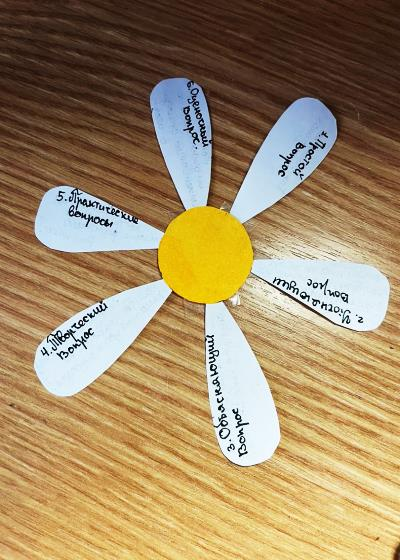 1. Простой
вопрос
2. Уточняющий
вопрос
3. Объясняющий
вопрос
4. Творческий
вопрос
5. Практические
вопросы
6. Оценочный
вопрос.